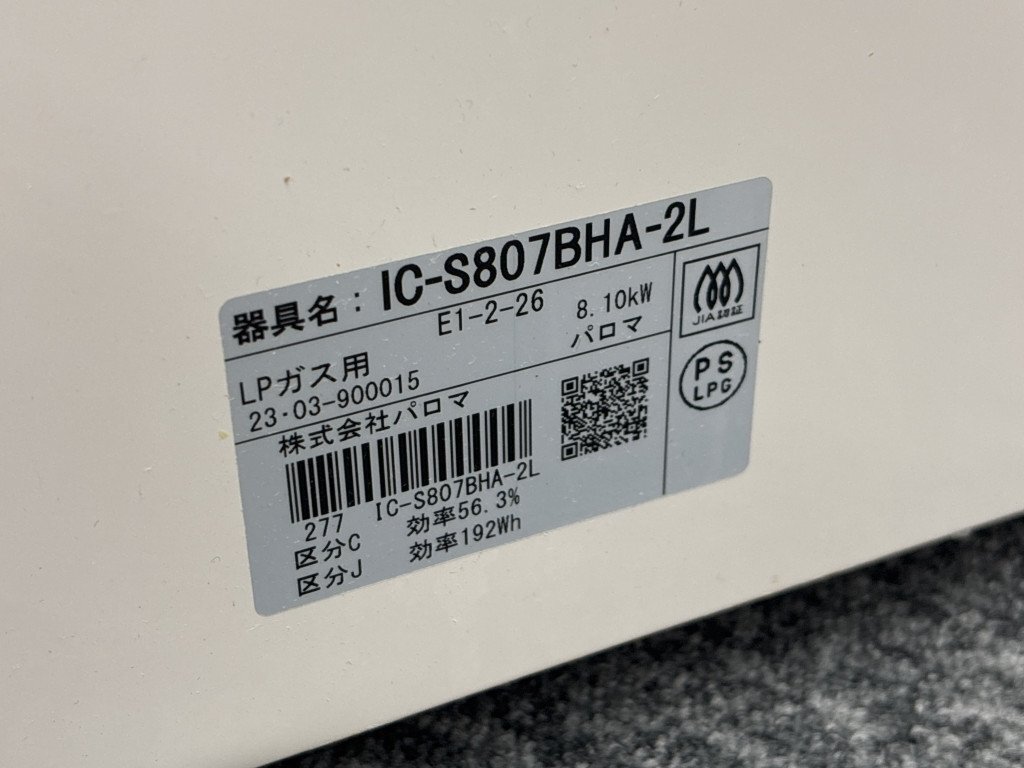 器具名： IC-S807BHA-2L
E1-2-26 8.10kW
LPガス用 パロマ
23・03-900015
株式会社パロマ
277 IC-S807BHA-2L
区分C 効率56.3%
区分J 効率192Wh
JIA認証
PS
LPG